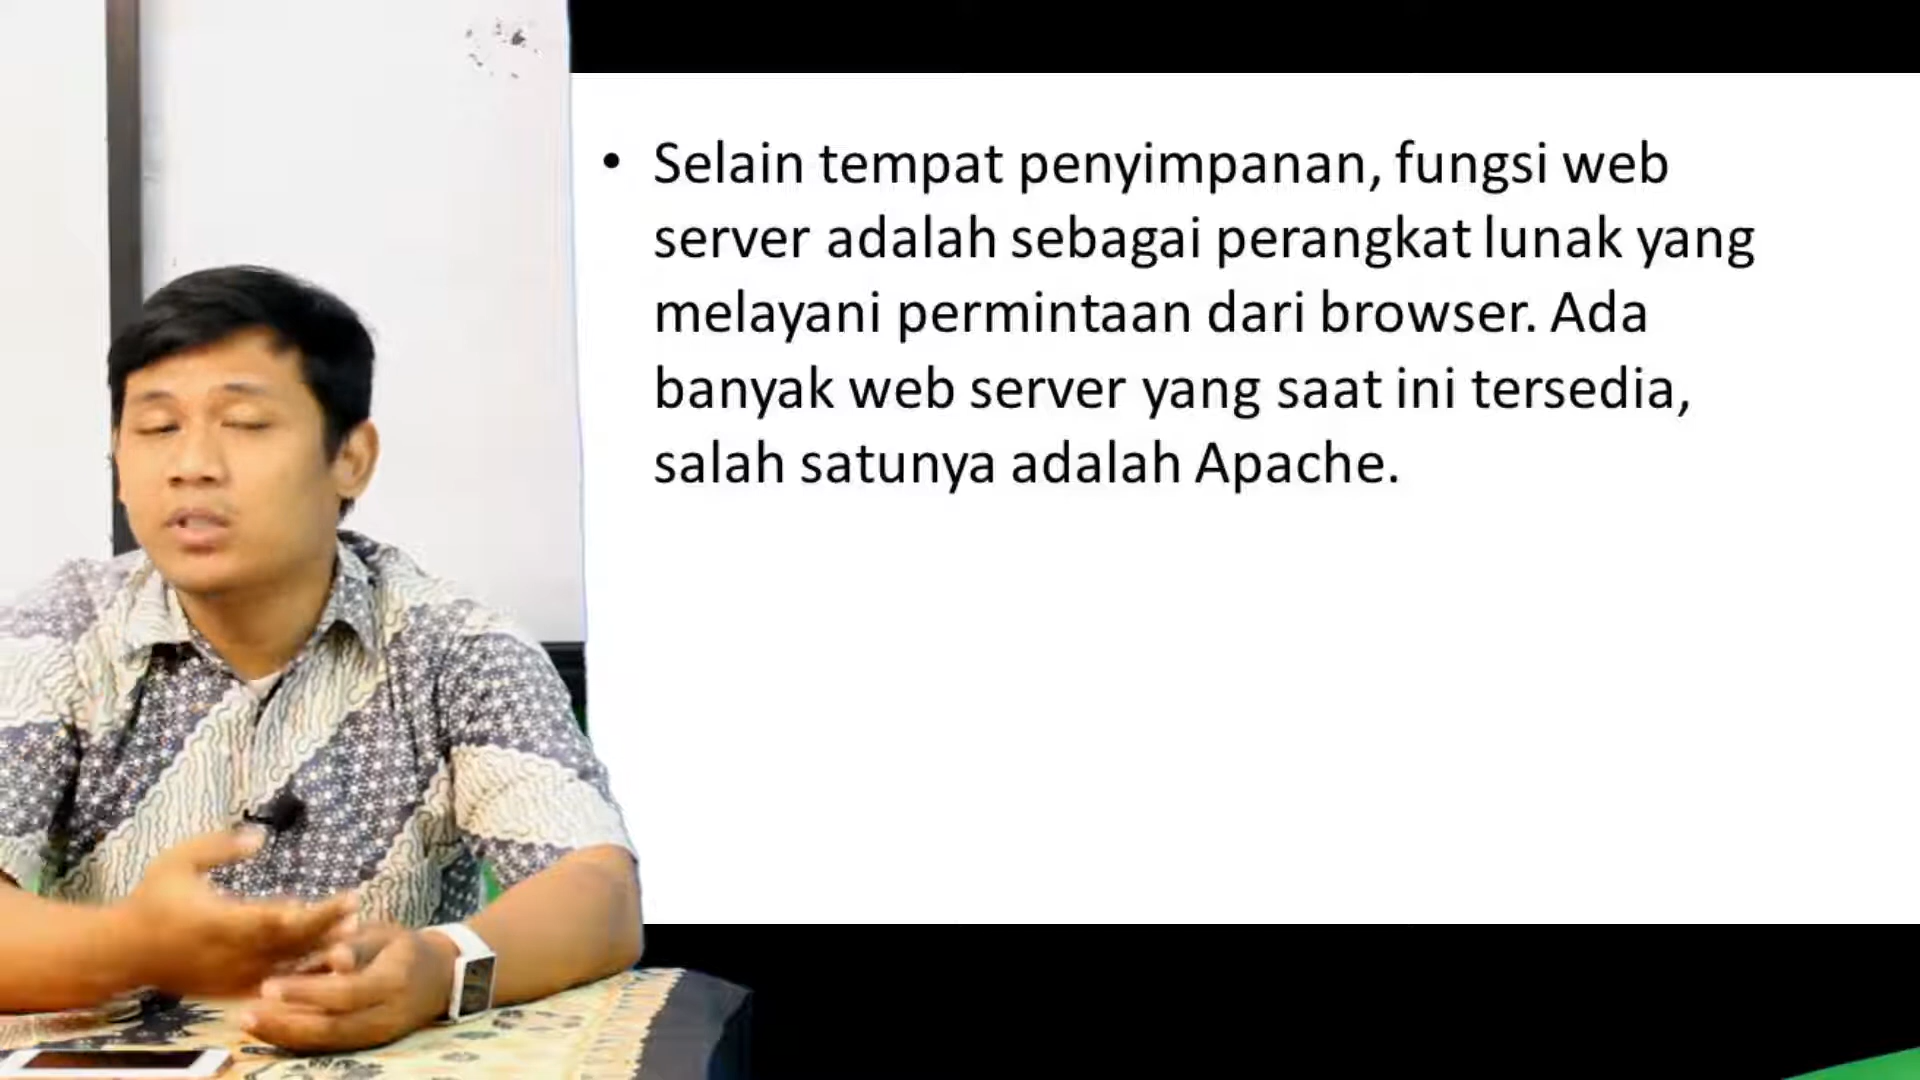 • Selain tempat penyimpanan, fungsi web
server adalah sebagai perangkat lunak yang
melayani permintaan dari browser. Ada
banyak web server yang saat ini tersedia,
salah satunya adalah Apache.